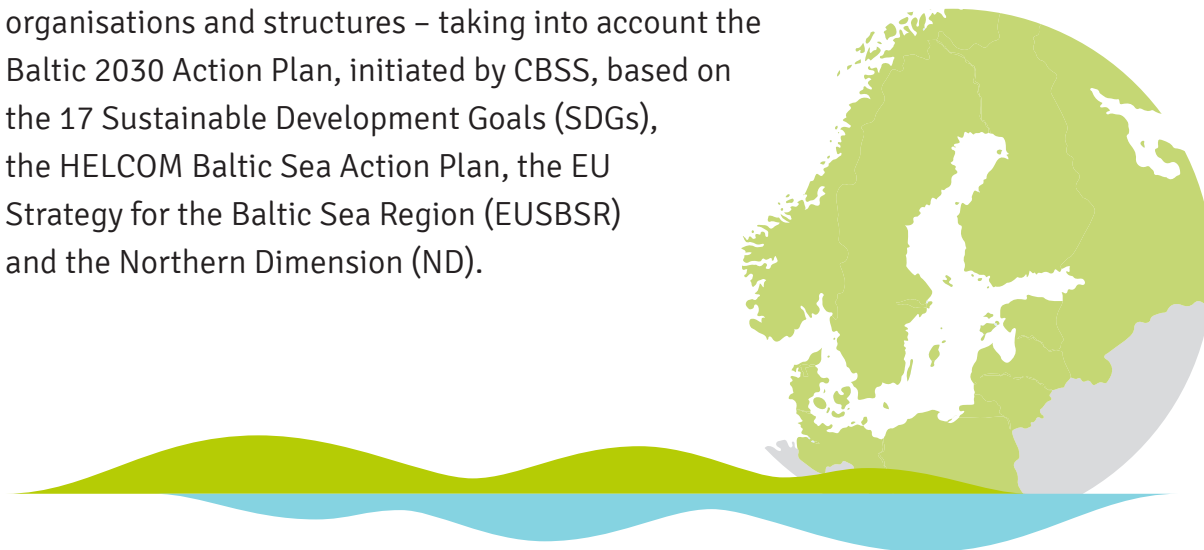 organisations and structures – taking into account the
Baltic 2030 Action Plan, initiated by CBSS, based on
the 17 Sustainable Development Goals (SDGs),
the HELCOM Baltic Sea Action Plan, the EU
Strategy for the Baltic Sea Region (EUSBSR)
and the Northern Dimension (ND).